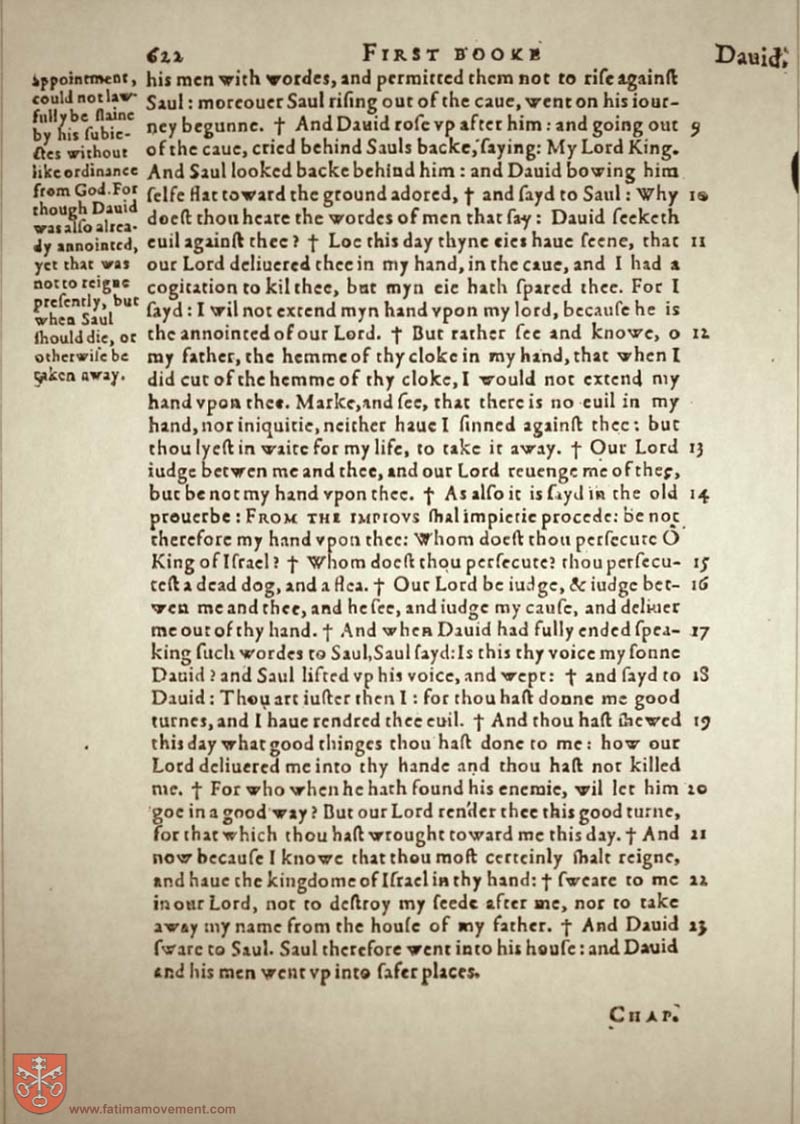 622 FIRST BOOKE Dauid,
appointment,
could not law-
fully be ſlaine
by his ſubie-
ctes without
like ordinance
from God. For
though Dauid
was alſo alrea-
dy annointed,
yet that was
not to reigne
preſently, but
when Saul
ſhould die, or
otherwiſe be
taken away.
his men with wordes, and permitted them not to riſe againſt
Saul: moreouer Saul riſing out of the caue, went on his iour-
ney begunne. † And Dauid roſe vp after him: and going out 9
of the caue, cried behind Sauls backe, ſaying: My Lord King.
And Saul looked backe behind him: and Dauid bowing him
ſelfe flat toward the ground adored, † and ſayd to Saul: Why 10
doeſt thou heare the wordes of men that ſay: Dauid ſeeketh
euil againſt thee? † Loe this day thyne eies haue ſeene, that 11
our Lord deliuered thee in my hand, in the caue, and I had a
cogitation to kil thee, but myn eie hath ſpared thee. For I
ſayd: I wil not extend myn hand vpon my lord, becauſe he is
the annointed of our Lord. † But rather ſee and knowe, o 12
my father, the hemme of thy cloke in my hand, that when I
did cut of the hemme of thy cloke, I would not extend my
hand vpon thee. Marke, and ſee, that there is no euil in my
hand, nor iniquitie, neither haue I ſinned againſt thee: but
thou lyeſt in waite for my life, to take it away. † Our Lord 13
iudge betwen me and thee, and our Lord reuenge me of thee,
but be not my hand vpon thee. † As alſo it is ſayd in the old 14
prouerbe: FROM THE IMPIOVS ſhal impietie procede: be not
therefore my hand vpon thee: Whom doeſt thou perſecute O
King of Iſrael? † Whom doeſt thou perſecute? thou perſecu- 15
teſt a dead dog, and a flea. † Our Lord be iudge, & iudge bet- 16
wen me and thee, and he ſee, and iudge my cauſe, and deliuer
me out of thy hand. † And when Dauid had fully ended ſpea- 17
king ſuch wordes to Saul, Saul ſayd: Is this thy voice my ſonne
Dauid? and Saul lifted vp his voice, and wept: † and ſayd to 18
Dauid: Thou art iuſter then I: for thou haſt donne me good
turnes, and I haue rendred thee euil. † And thou haſt ſhewed 19
this day what good thinges thou haſt done to me: how our
Lord deliuered me into thy hande and thou haſt not killed
me. † For who when he hath found his enemie, wil let him 20
goe in a good way? But our Lord render thee this good turne,
for that which thou haſt wrought toward me this day. † And 21
now becauſe I knowe that thou moſt certeinly ſhalt reigne,
and haue the kingdome of Iſrael in thy hand: † ſweare to me 22
in our Lord, not to deſtroy my ſeede after me, nor to take
away my name from the houſe of my father. † And Dauid 23
ſware to Saul. Saul therefore went into his houſe: and Dauid
and his men went vp into ſafer places.
CHAP.
www.fatimamovement.com